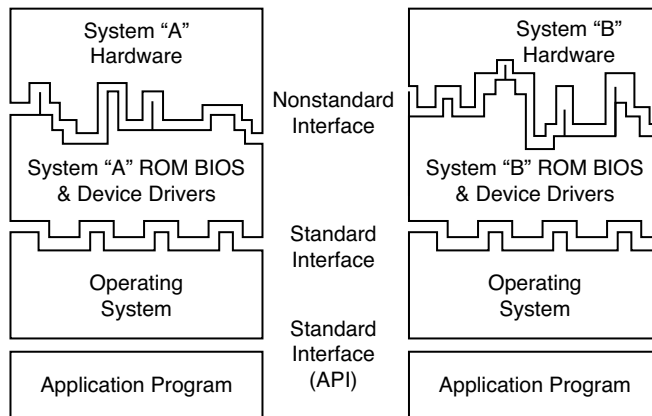 System “A”
Hardware
System “B”
Hardware
Nonstandard
Interface
System “A” ROM BIOS
& Device Drivers
System “B” ROM BIOS
& Device Drivers
Standard
Interface
Operating
System
Operating
System
Standard
Interface
(API)
Application Program
Application Program